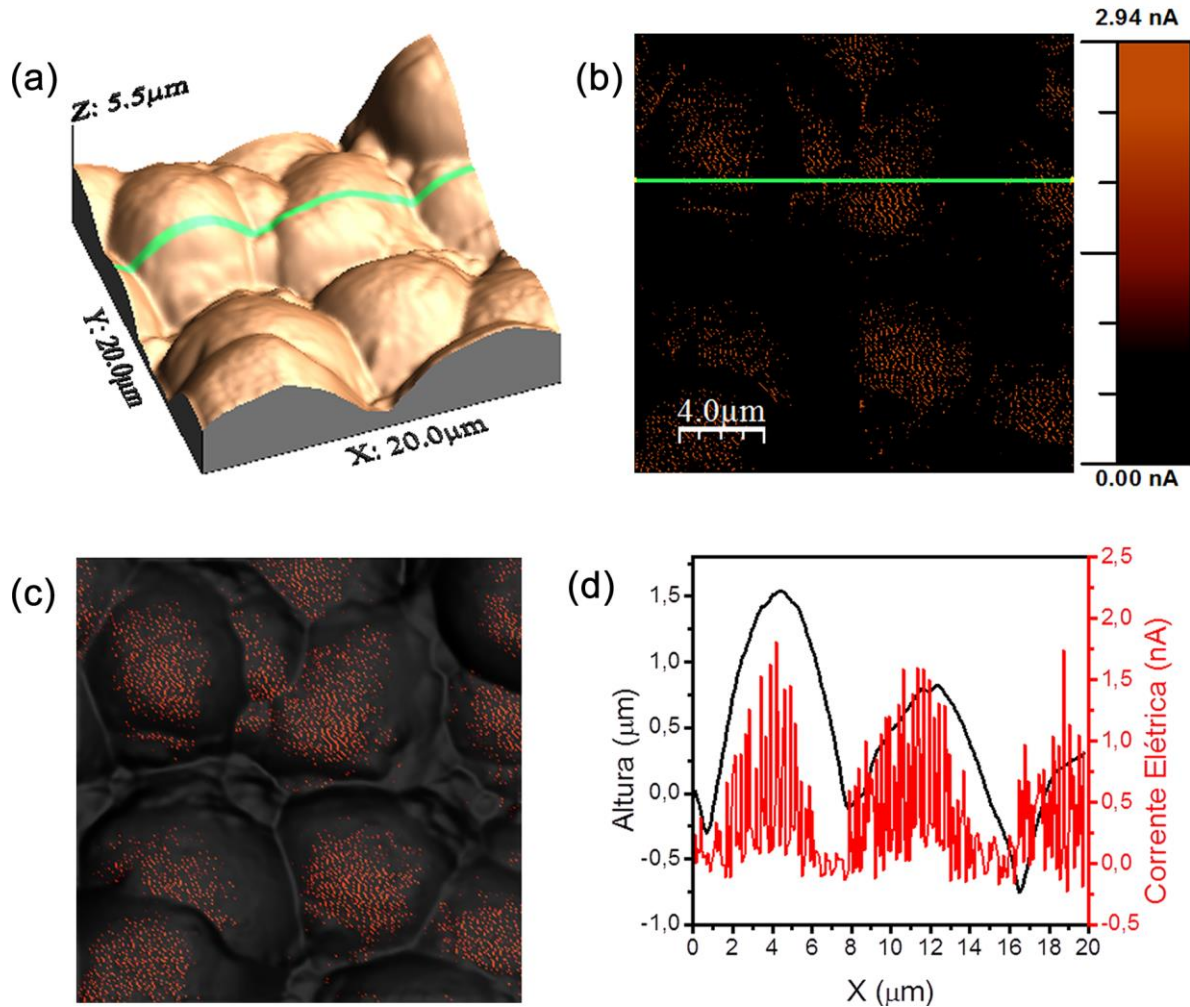 (a)
Z: 5.5µm
Y: 20.0µm
X: 20.0µm
(b)
2.94 nA
4.0µm
0.00 nA
(c)
(d)
Altura (µm)
1,5
1,0
0,5
0,0
-0,5
-1,0
0 2 4 6 8 10 12 14 16 18 20
X (µm)
2,5
2,0
1,5
1,0
0,5
0,0
-0,5
Corrente Elétrica (nA)